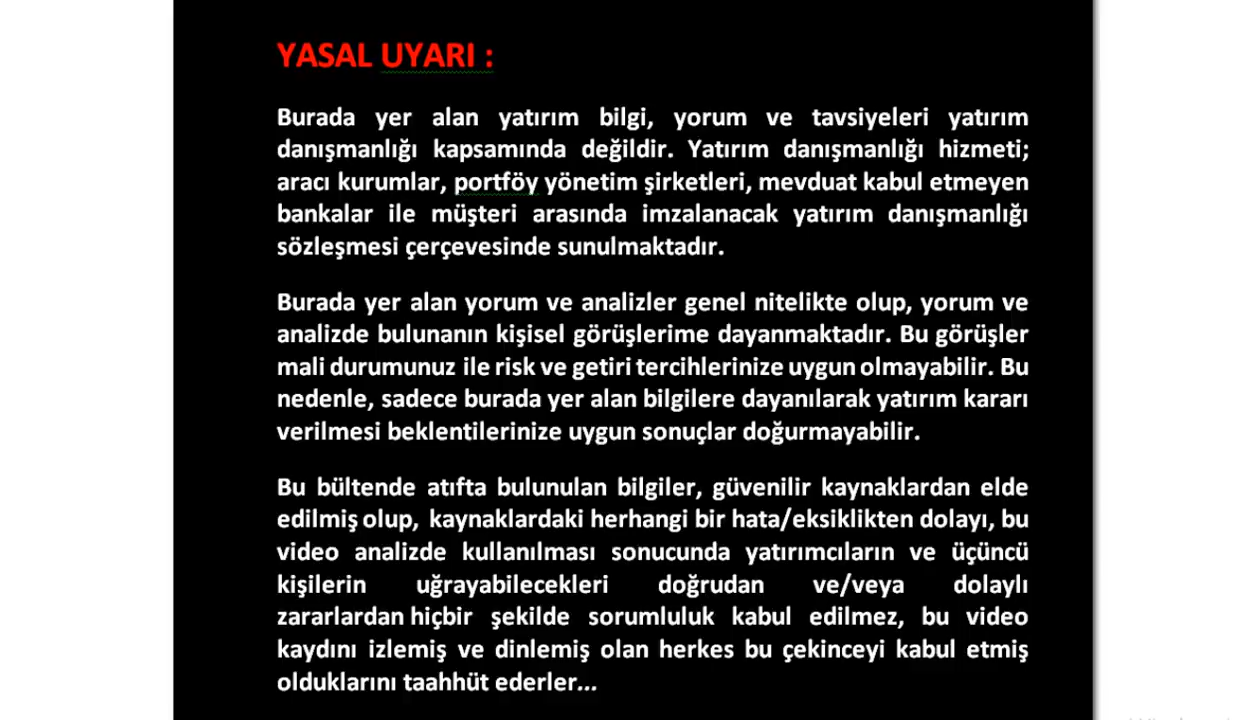 YASAL UYARI :
Burada yer alan yatırım bilgi, yorum ve tavsiyeleri yatırım
danışmanlığı kapsamında değildir. Yatırım danışmanlığı hizmeti;
aracı kurumlar, portföy yönetim şirketleri, mevduat kabul etmeyen
bankalar ile müşteri arasında imzalanacak yatırım danışmanlığı
sözleşmesi çerçevesinde sunulmaktadır.
Burada yer alan yorum ve analizler genel nitelikte olup, yorum ve
analizde bulunanın kişisel görüşlerime dayanmaktadır. Bu görüşler
mali durumunuz ile risk ve getiri tercihlerinize uygun olmayabilir. Bu
nedenle, sadece burada yer alan bilgilere dayanılarak yatırım kararı
verilmesi beklentilerinize uygun sonuçlar doğurmayabilir.
Bu bültende atıfta bulunulan bilgiler, güvenilir kaynaklardan elde
edilmiş olup, kaynaklardaki herhangi bir hata/eksiklikten dolayı, bu
video analizde kullanılması sonucunda yatırımcıların ve üçüncü
kişilerin uğrayabilecekleri doğrudan ve/veya dolaylı
zararlardan hiçbir şekilde sorumluluk kabul edilmez, bu video
kaydını izlemiş ve dinlemiş olan herkes bu çekinceyi kabul etmiş
olduklarını taahhüt ederler...